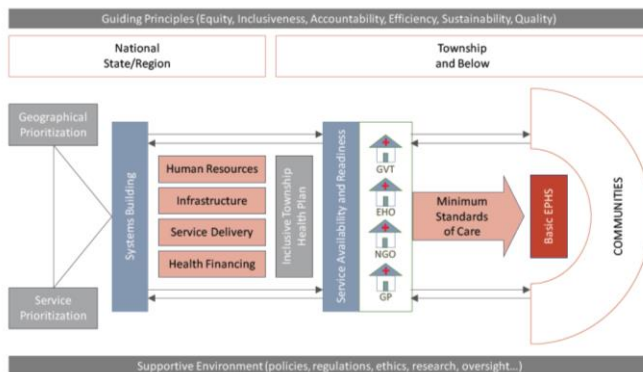 Guiding Principles (Equity, Inclusiveness, Accountability, Efficiency, Sustainability, Quality)
National
State/Region
Township
and Below
Geographical
Prioritization
Service
Prioritization
Systems Building
Human Resources
Infrastructure
Service Delivery
Health Financing
Inclusive Township
Health Plan
Service Availability and Readiness
GVT
EHO
NGO
GP
Minimum
Standards
of Care
Basic EPHS
COMMUNITIES
Supportive Environment (policies, regulations, ethics, research, oversight...)